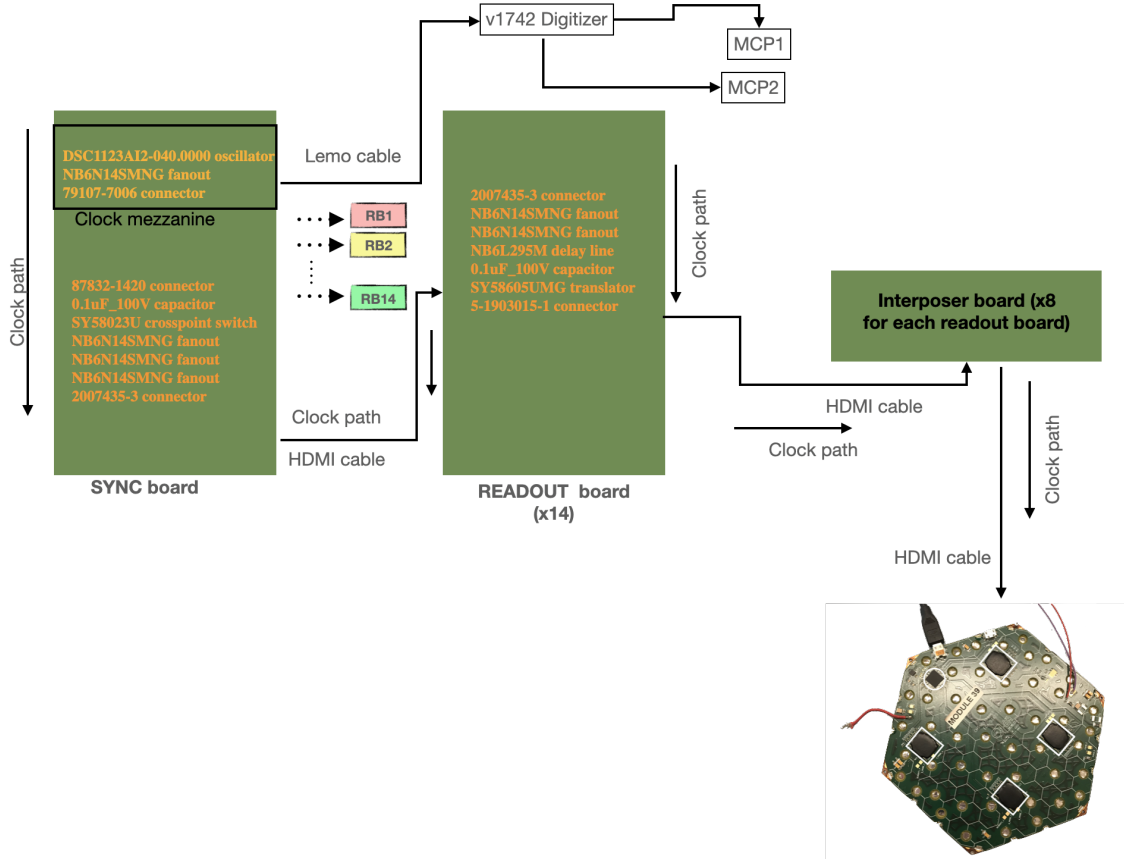 v1742 Digitizer
MCP1
MCP2
DSC1123AI2-040.0000 oscillator
NB6N14SMNG fanout
79107-7006 connector
Clock mezzanine
Lemo cable
RB1
RB2
RB14
Clock path
87832-1420 connector
0.1uF_100V capacitor
SY58023U crosspoint switch
NB6N14SMNG fanout
NB6N14SMNG fanout
NB6N14SMNG fanout
2007435-3 connector
Clock path
HDMI cable
SYNC board
2007435-3 connector
NB6N14SMNG fanout
NB6N14SMNG fanout
NB6L295M delay line
0.1uF_100V capacitor
SY58605UMG translator
5-1903015-1 connector
READOUT board
(x14)
Clock path
Interposer board (x8
for each readout board)
HDMI cable
Clock path
Clock path
HDMI cable
MODULE 39